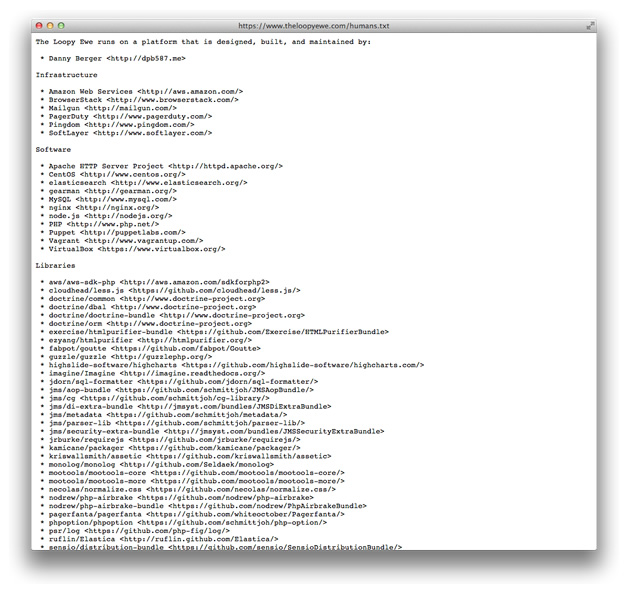 https://www.theloopyewe.com/humans.txt
The Loopy Ewe runs on a platform that is designed, built, and maintained by:
* Danny Berger <http://dpb587.me>
Infrastructure
* Amazon Web Services <http://aws.amazon.com/>
* BrowserStack <http://www.browserstack.com/>
* Mailgun <http://mailgun.com/>
* PagerDuty <http://www.pagerduty.com/>
* Pingdom <http://www.pingdom.com/>
* SoftLayer <http://www.softlayer.com/>
Software
* Apache HTTP Server Project <http://httpd.apache.org/>
* CentOS <http://www.centos.org/>
* elasticsearch <http://www.elasticsearch.org/>
* gearman <http://gearman.org/>
* MySQL <http://www.mysql.com/>
* nginx <http://nginx.org/>
* node.js <http://nodejs.org/>
* PHP <http://www.php.net/>
* Puppet <http://puppetlabs.com/>
* Vagrant <http://www.vagrantup.com/>
* VirtualBox <https://www.virtualbox.org/>
Libraries
* aws/aws-sdk-php <http://aws.amazon.com/sdkforphp2>
* cloudhead/less.js <https://github.com/cloudhead/less.js/>
* doctrine/common <http://www.doctrine-project.org>
* doctrine/dbal <http://www.doctrine-project.org>
* doctrine/doctrine-bundle <http://www.doctrine-project.org>
* doctrine/orm <http://www.doctrine-project.org>
* exercise/htmlpurifier-bundle <https://github.com/Exercise/HTMLPurifierBundle>
* ezyang/htmlpurifier <http://htmlpurifier.org/>
* fabpot/goutte <https://github.com/fabpot/Goutte>
* guzzle/guzzle <http://guzzlephp.org/>
* highslide-software/highcharts <https://github.com/highslide-software/highcharts.com/>
* imagine/Imagine <http://imagine.readthedocs.org/>
* jdorn/sql-formatter <https://github.com/jdorn/sql-formatter/>
* jms/aop-bundle <https://github.com/schmittjoh/JMSAopBundle/>
* jms/cg <https://github.com/schmittjoh/cg-library/>
* jms/di-extra-bundle <http://jmsyst.com/bundles/JMSDiExtraBundle>
* jms/metadata <https://github.com/schmittjoh/metadata/>
* jms/parser-lib <https://github.com/schmittjoh/parser-lib/>
* jms/security-extra-bundle <http://jmsyst.com/bundles/JMSSecurityExtraBundle>
* jrburke/requirejs <https://github.com/jrburke/requirejs/>
* kamicane/packager <https://github.com/kamicane/packager/>
* kriswallsmith/assetic <https://github.com/kriswallsmith/assetic>
* monolog/monolog <http://github.com/Seldaek/monolog>
* mootools/mootools-core <https://github.com/mootools/mootools-core/>
* mootools/mootools-more <https://github.com/mootools/mootools-more/>
* necolas/normalize.css <https://github.com/necolas/normalize.css/>
* nodrew/php-airbrake <https://github.com/nodrew/php-airbrake>
* nodrew/php-airbrake-bundle <https://github.com/nodrew/PhpAirbrakeBundle>
* pagerfanta/pagerfanta <https://github.com/whiteoctober/Pagerfanta/>
* phpoption/phpoption <https://github.com/schmittjoh/php-option/>
* psr/log <https://github.com/php-fig/log/>
* ruflin/Elastica <http://ruflin.github.com/Elastica/>
* sensio/distribution-bundle <https://github.com/sensio/SensioDistributionBundle/>